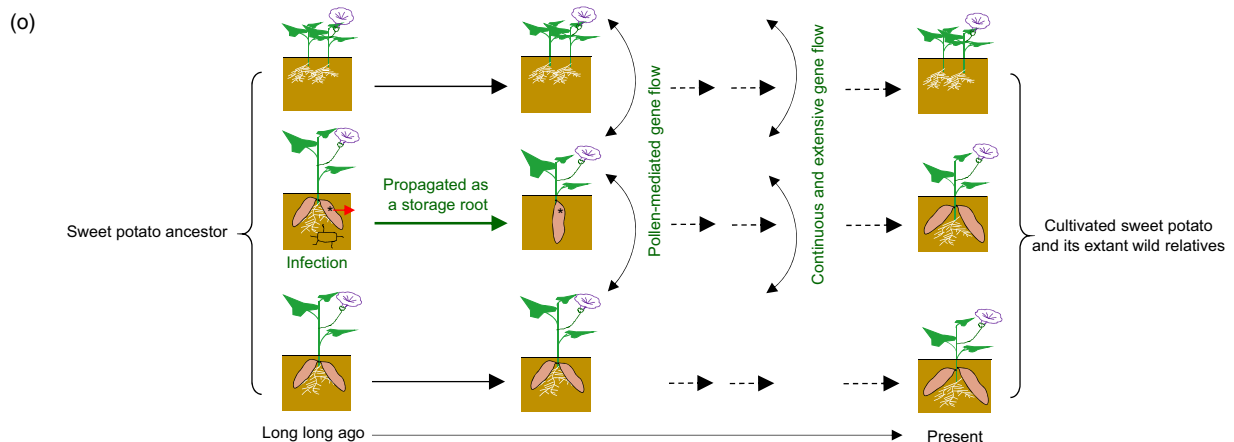 (o)
Sweet potato ancestor
Infection
Propagated as
a storage root
*
*
Pollen-mediated gene flow
Continuous and extensive gene flow
Cultivated sweet potato
and its extant wild relatives
Long long ago
Present